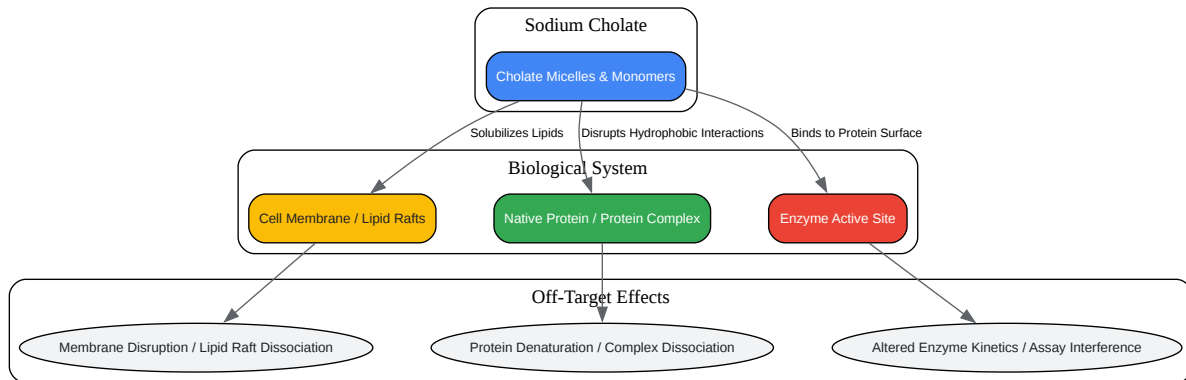 Sodium Cholate
Cholate Micelles & Monomers
Solubilizes Lipids
Disrupts Hydrophobic Interactions
Binds to Protein Surface
Biological System
Cell Membrane / Lipid Rafts
Native Protein / Protein Complex
Enzyme Active Site
Off-Target Effects
Membrane Disruption / Lipid Raft Dissociation
Protein Denaturation / Complex Dissociation
Altered Enzyme Kinetics / Assay Interference